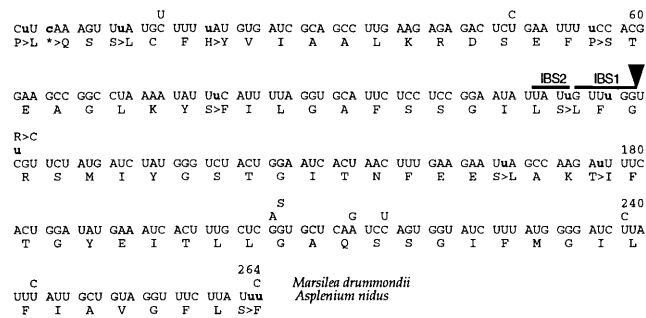 U C 60
CuU cAA AGU UuA UGC UUU uAU GUG AUC GCA GCC UUG AAG AGA GAC UCU GAA UUU uCC ACG
P>L *>Q S S>L C F H>Y V I A A L K R D S E F P>S T
IBS2 IBS1
GAA GCC GGC CUA AAA UAU UuC AUU UUA GGU GCA UUC UCC UCC GGA AUA UUA UUG UUu GGU
E A G L K Y S>F I L G A F S S G I L S>L F G
R>C
u 180
CGU UCU AUG AUC UAU GGG UCU ACU GGA AUC ACU AAC UUU GAA GAA UuA GCC AAG AuU UUC
R S M I Y G S T G I T N F E E S>L A K T>I F
S 240
A G U C
ACU GGA UAU GAA AUC ACU UUG CUC GGU GCU CAA UCC AGU GGU AUC UUU AUG GGG AUC UUA
T G Y E I T L L G A Q S S G I F M G I L
264
C C Marsilea drummondii
UUU AUU GCU GUA GGU UUC UUA Uuu Asplenium nidus
F I A V G F L S>F